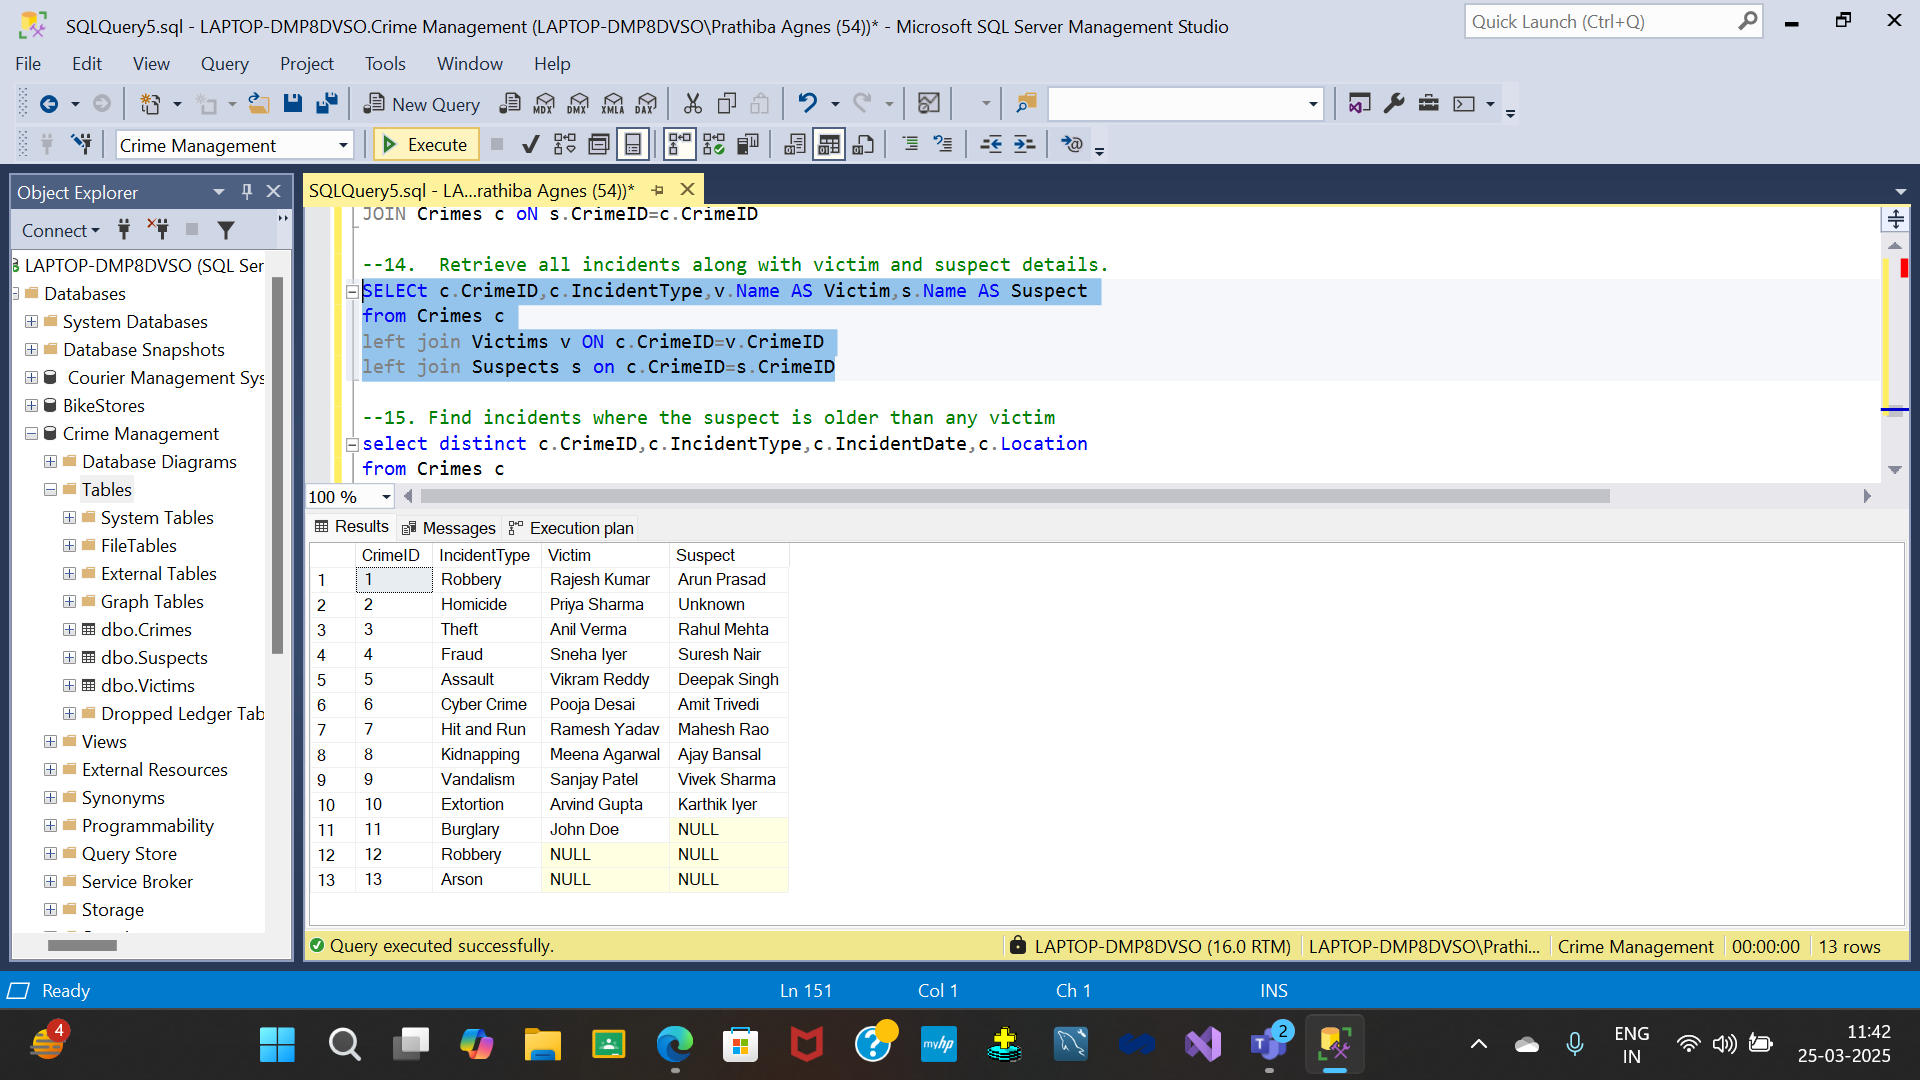 SQLQuery5.sql - LAPTOP-DMP8DVSO.Crime Management (LAPTOP-DMP8DVSO\Prathiba Agnes (54))* - Microsoft SQL Server Management Studio
Quick Launch (Ctrl+Q)
File Edit View Query Project Tools Window Help
New Query MDX DMX XMLA DAX
Crime Management Execute
Object Explorer
Connect
LAPTOP-DMP8DVSO (SQL Ser
Databases
System Databases
Database Snapshots
Courier Management Sys
BikeStores
Crime Management
Database Diagrams
Tables
System Tables
FileTables
External Tables
Graph Tables
dbo.Crimes
dbo.Suspects
dbo.Victims
Dropped Ledger Tab
Views
External Resources
Synonyms
Programmability
Query Store
Service Broker
Storage
SQLQuery5.sql - LA...rathiba Agnes (54))*
JOIN Crimes c oN s.CrimeID=c.CrimeID
--14.  Retrieve all incidents along with victim and suspect details.
SELECt c.CrimeID,c.IncidentType,v.Name AS Victim,s.Name AS Suspect
from Crimes c
left join Victims v ON c.CrimeID=v.CrimeID
left join Suspects s on c.CrimeID=s.CrimeID
--15. Find incidents where the suspect is older than any victim
select distinct c.CrimeID,c.IncidentType,c.IncidentDate,c.Location
from Crimes c
100 %
Results Messages Execution plan
CrimeID IncidentType Victim Suspect
1 1 Robbery Rajesh Kumar Arun Prasad
2 2 Homicide Priya Sharma Unknown
3 3 Theft Anil Verma Rahul Mehta
4 4 Fraud Sneha Iyer Suresh Nair
5 5 Assault Vikram Reddy Deepak Singh
6 6 Cyber Crime Pooja Desai Amit Trivedi
7 7 Hit and Run Ramesh Yadav Mahesh Rao
8 8 Kidnapping Meena Agarwal Ajay Bansal
9 9 Vandalism Sanjay Patel Vivek Sharma
10 10 Extortion Arvind Gupta Karthik Iyer
11 11 Burglary John Doe NULL
12 12 Robbery NULL NULL
13 13 Arson NULL NULL
Query executed successfully. LAPTOP-DMP8DVSO (16.0 RTM) LAPTOP-DMP8DVSO\Prathi... Crime Management 00:00:00 13 rows
Ready Ln 151 Col 1 Ch 1 INS
4
myhp
2
ENG
IN
11:42
25-03-2025